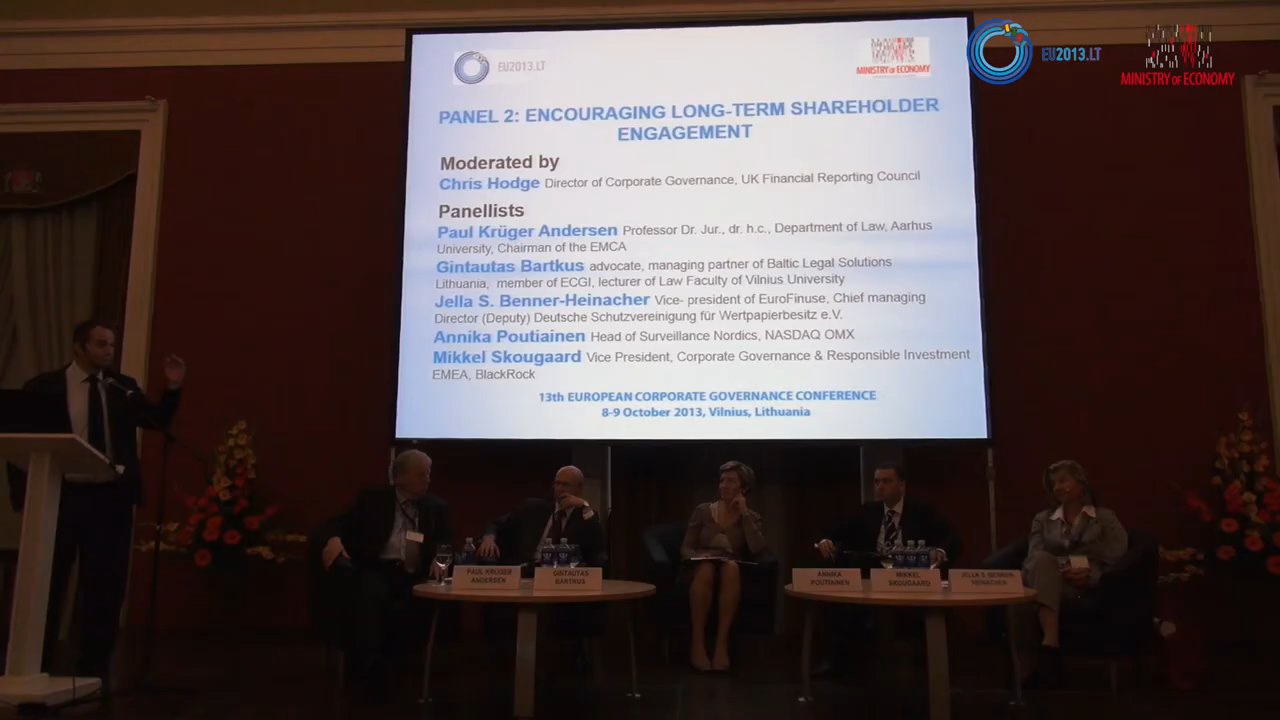 EU2013.LT
MINISTRY OF ECONOMY
EU2013.LT
MINISTRY OF ECONOMY
PANEL 2: ENCOURAGING LONG-TERM SHAREHOLDER
ENGAGEMENT
Moderated by
Chris Hodge Director of Corporate Governance, UK Financial Reporting Council
Panellists
Paul Krüger Andersen Professor Dr. Jur., dr. h.c., Department of Law, Aarhus
University, Chairman of the EMCA
Gintautas Bartkus advocate, managing partner of Baltic Legal Solutions
Lithuania, member of ECGI, lecturer of Law Faculty of Vilnius University
Jella S. Benner-Heinacher Vice- president of EuroFinuse, Chief managing
Director (Deputy) Deutsche Schutzvereinigung für Wertpapierbesitz e.V.
Annika Poutiainen Head of Surveillance Nordics, NASDAQ OMX
Mikkel Skougaard Vice President, Corporate Governance & Responsible Investment
EMEA, BlackRock
13th EUROPEAN CORPORATE GOVERNANCE CONFERENCE
8-9 October 2013, Vilnius, Lithuania
PAUL KRÜGER
ANDERSEN
GINTAUTAS
BARTKUS
ANNIKA
POUTIAINEN
MIKKEL
SKOUGAARD
JELLA S. BENNER-
HEINACHER